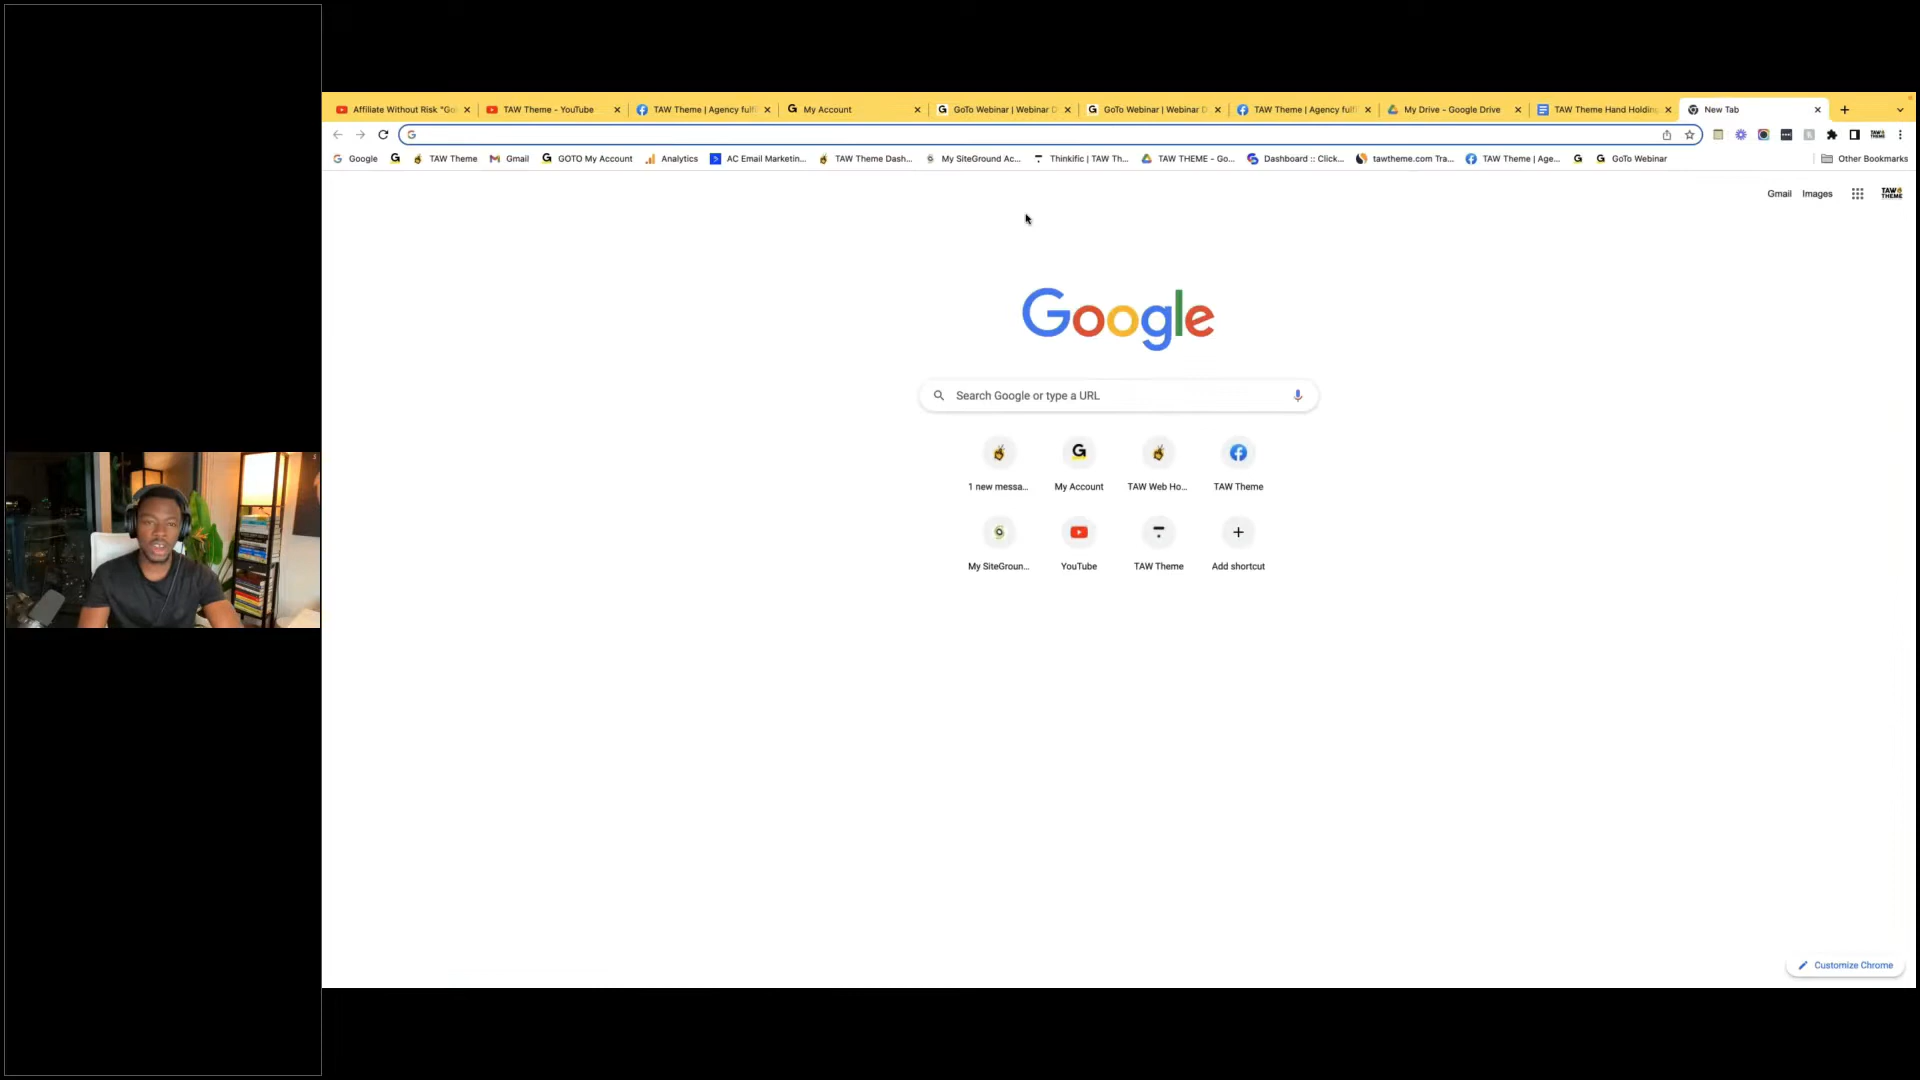 Affiliate Without Risk "Go
TAW Theme - YouTube
TAW Theme | Agency fulf
My Account
GoTo Webinar | Webinar D
GoTo Webinar | Webinar D
TAW Theme | Agency fulf
My Drive - Google Drive
TAW Theme Hand Holding
New Tab
Google
TAW Theme
Gmail
GOTO My Account
Analytics
AC Email Marketin...
TAW Theme Dash...
My SiteGround Ac...
Thinkific | TAW Th...
TAW THEME - Go...
Dashboard :: Click...
tawtheme.com Tra...
TAW Theme | Age...
GoTo Webinar
Other Bookmarks
Gmail
Images
TAW
THEME
Google
Search Google or type a URL
1 new messa...
My Account
TAW Web Ho...
TAW Theme
My SiteGroun...
YouTube
TAW Theme
Add shortcut
Customize Chrome